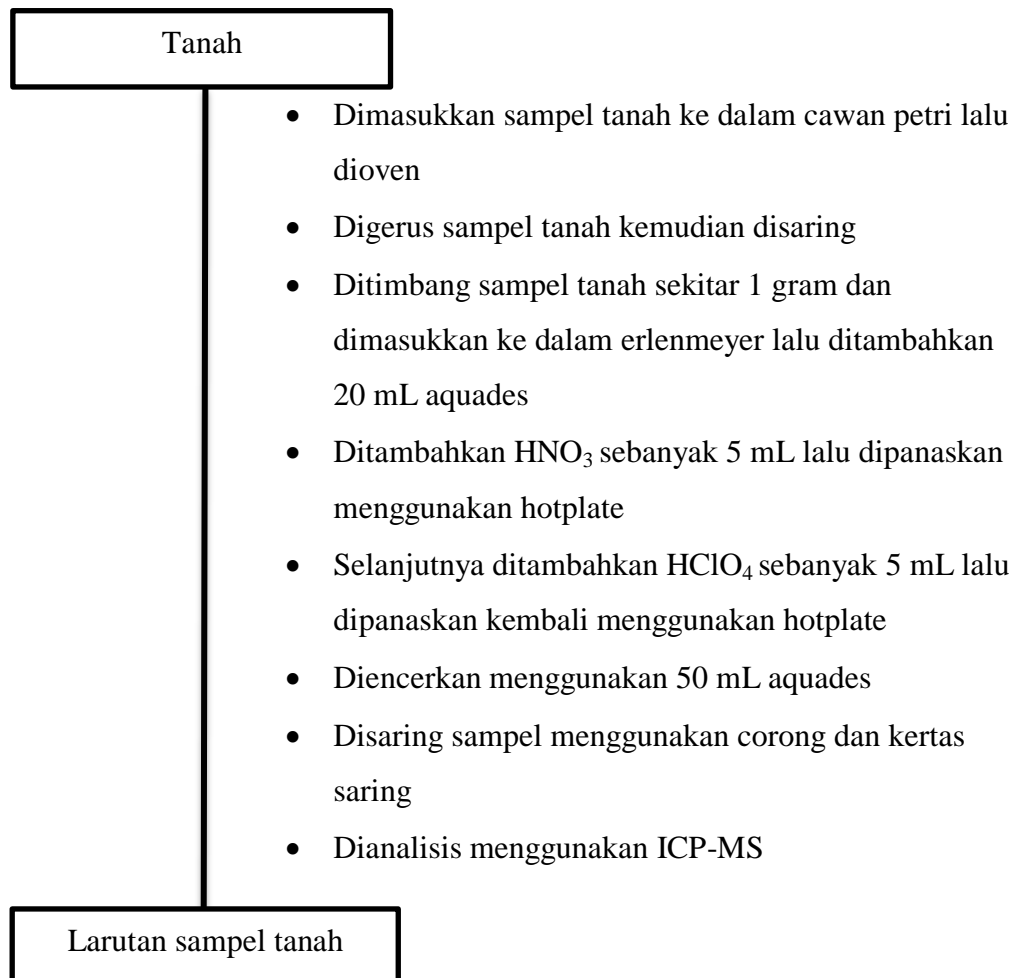 Tanah
• Dimasukkan sampel tanah ke dalam cawan petri lalu
dioven
• Digerus sampel tanah kemudian disaring
• Ditimbang sampel tanah sekitar 1 gram dan
dimasukkan ke dalam erlenmeyer lalu ditambahkan
20 mL aquades
• Ditambahkan HNO₃ sebanyak 5 mL lalu dipanaskan
menggunakan hotplate
• Selanjutnya ditambahkan HClO₄ sebanyak 5 mL lalu
dipanaskan kembali menggunakan hotplate
• Diencerkan menggunakan 50 mL aquades
• Disaring sampel menggunakan corong dan kertas
saring
• Dianalisis menggunakan ICP-MS
Larutan sampel tanah